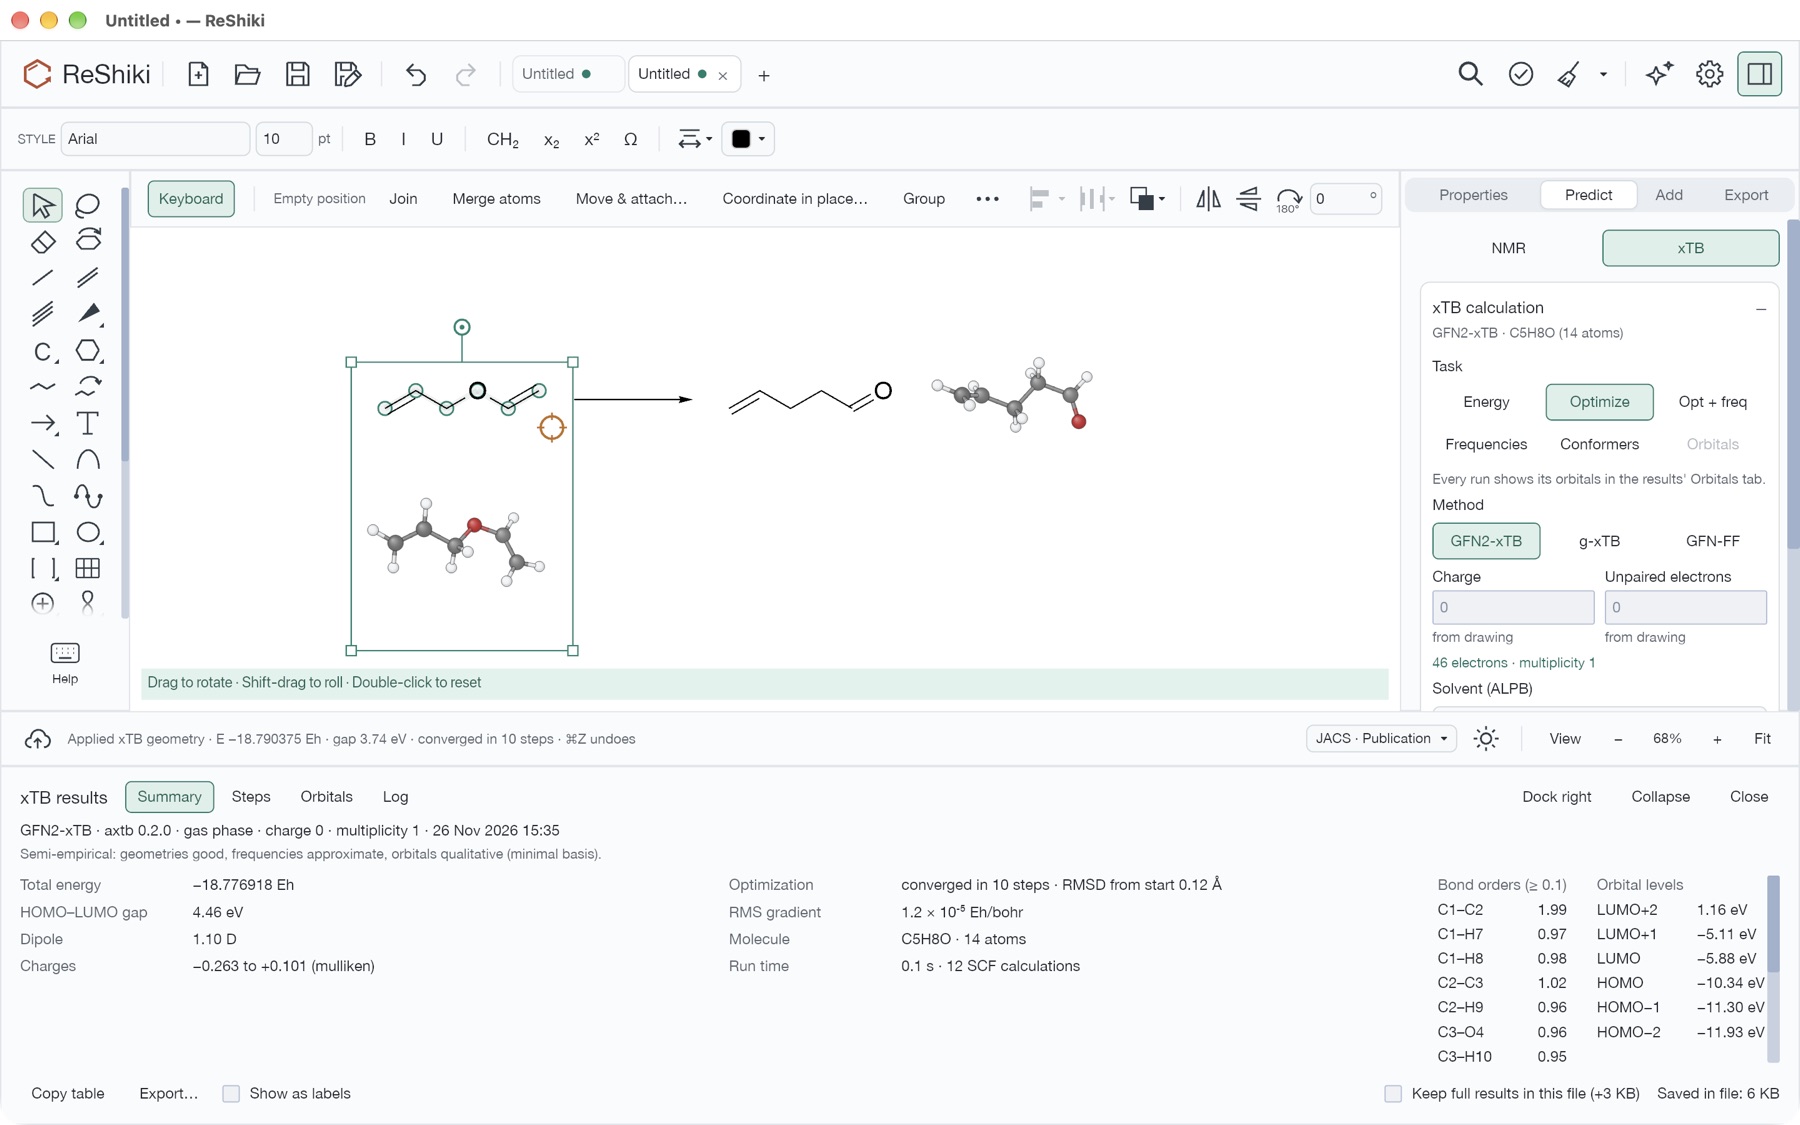 Untitled • — ReShiki
ReShiki
Untitled
Untitled
STYLE Arial 10 pt B I U CH₂ x₂ x² Ω
Keyboard Empty position Join Merge atoms Move & attach... Coordinate in place... Group 180° 0 °
C
T
Help
O
O
Drag to rotate · Shift-drag to roll · Double-click to reset
Properties Predict Add Export
NMR xTB
xTB calculation
GFN2-xTB · C5H8O (14 atoms)
Task
Energy Optimize Opt + freq
Frequencies Conformers Orbitals
Every run shows its orbitals in the results' Orbitals tab.
Method
GFN2-xTB g-xTB GFN-FF
Charge Unpaired electrons
0 0
from drawing from drawing
46 electrons · multiplicity 1
Solvent (ALPB)
Applied xTB geometry · E −18.790375 Eh · gap 3.74 eV · converged in 10 steps · ⌘Z undoes
JACS · Publication View − 68% + Fit
xTB results Summary Steps Orbitals Log Dock right Collapse Close
GFN2-xTB · axtb 0.2.0 · gas phase · charge 0 · multiplicity 1 · 26 Nov 2026 15:35
Semi-empirical: geometries good, frequencies approximate, orbitals qualitative (minimal basis).
Total energy −18.776918 Eh
HOMO–LUMO gap 4.46 eV
Dipole 1.10 D
Charges −0.263 to +0.101 (mulliken)
Optimization converged in 10 steps · RMSD from start 0.12 Å
RMS gradient 1.2 × 10⁻⁵ Eh/bohr
Molecule C5H8O · 14 atoms
Run time 0.1 s · 12 SCF calculations
Bond orders (≥ 0.1)
C1–C2 1.99
C1–H7 0.97
C1–H8 0.98
C2–C3 1.02
C2–H9 0.96
C3–O4 0.96
C3–H10 0.95
Orbital levels
LUMO+2 1.16 eV
LUMO+1 −5.11 eV
LUMO −5.88 eV
HOMO −10.34 eV
HOMO−1 −11.30 eV
HOMO−2 −11.93 eV
Copy table Export... Show as labels Keep full results in this file (+3 KB) Saved in file: 6 KB